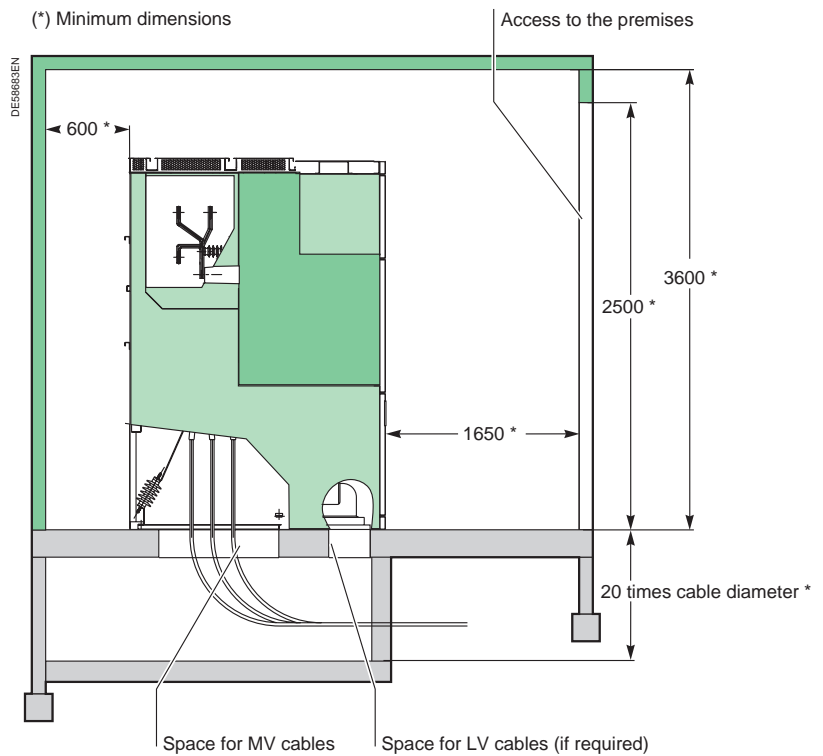 (*) Minimum dimensions
Access to the premises
DE58683EN
600 *
3600 *
2500 *
1650 *
20 times cable diameter *
Space for MV cables
Space for LV cables (if required)